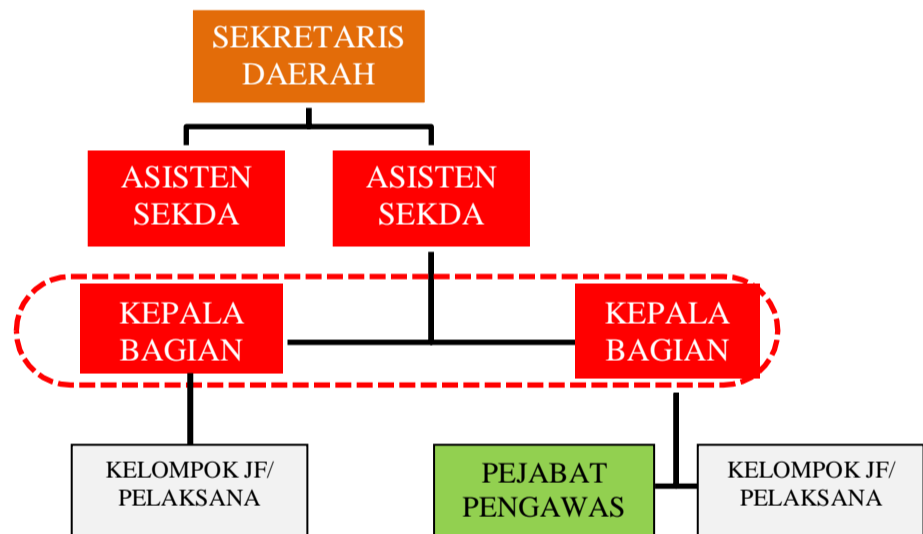 SEKRETARIS
DAERAH
ASISTEN
SEKDA
ASISTEN
SEKDA
KEPALA
BAGIAN
KEPALA
BAGIAN
KELOMPOK JF/
PELAKSANA
PEJABAT
PENGAWAS
KELOMPOK JF/
PELAKSANA